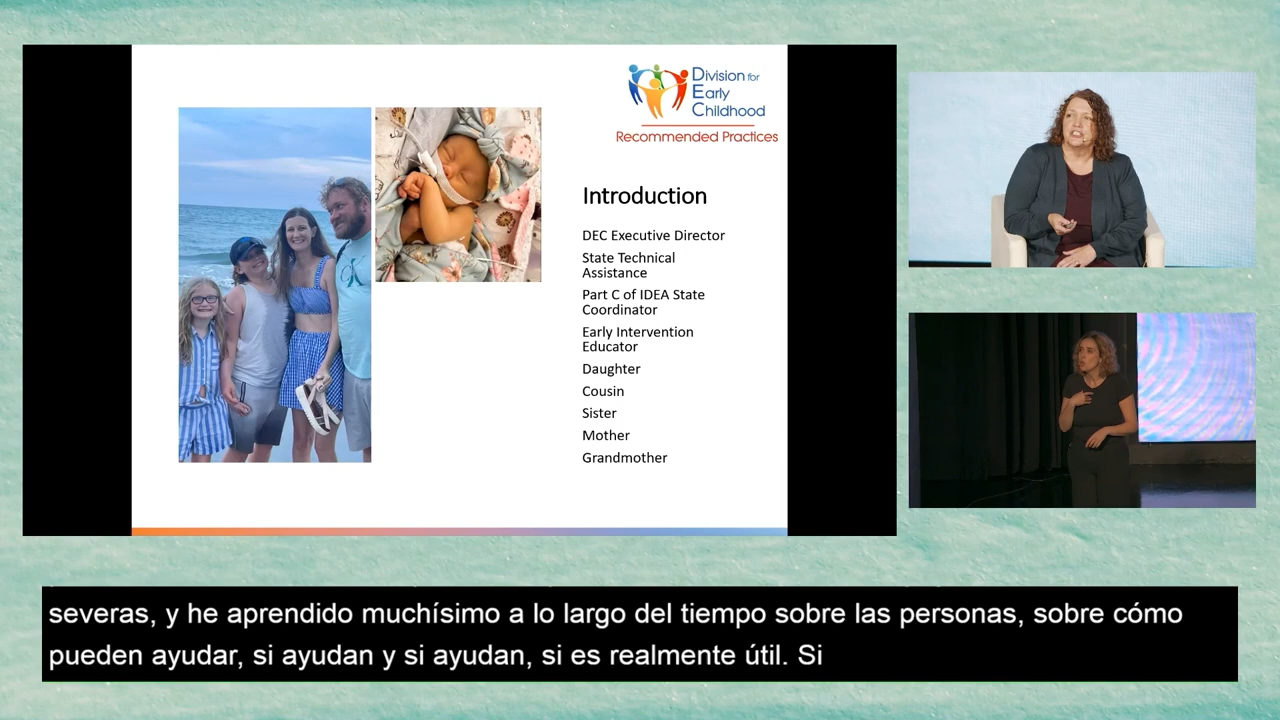 Division for
Early
Childhood
Recommended Practices
Introduction
DEC Executive Director
State Technical
Assistance
Part C of IDEA State
Coordinator
Early Intervention
Educator
Daughter
Cousin
Sister
Mother
Grandmother
severas, y he aprendido muchísimo a lo largo del tiempo sobre las personas, sobre cómo
pueden ayudar, si ayudan y si ayudan, si es realmente útil. Si